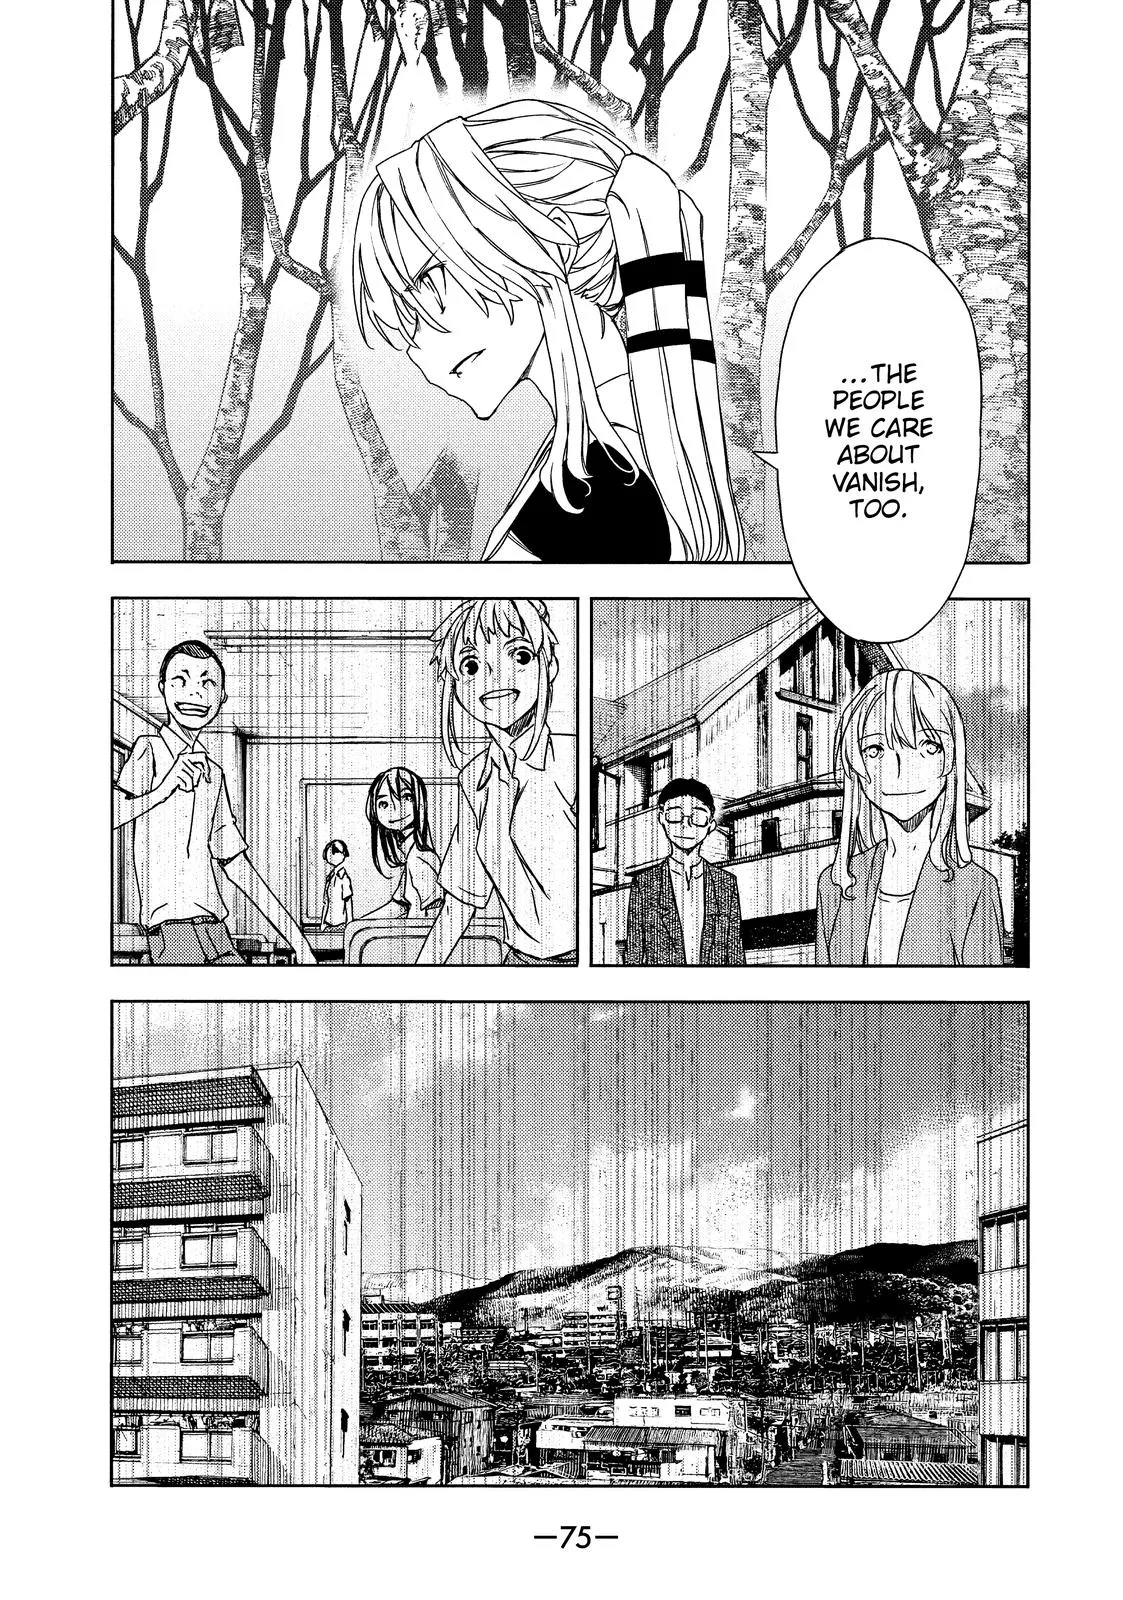 ...THE
PEOPLE
WE CARE
ABOUT
VANISH,
TOO.
—75—